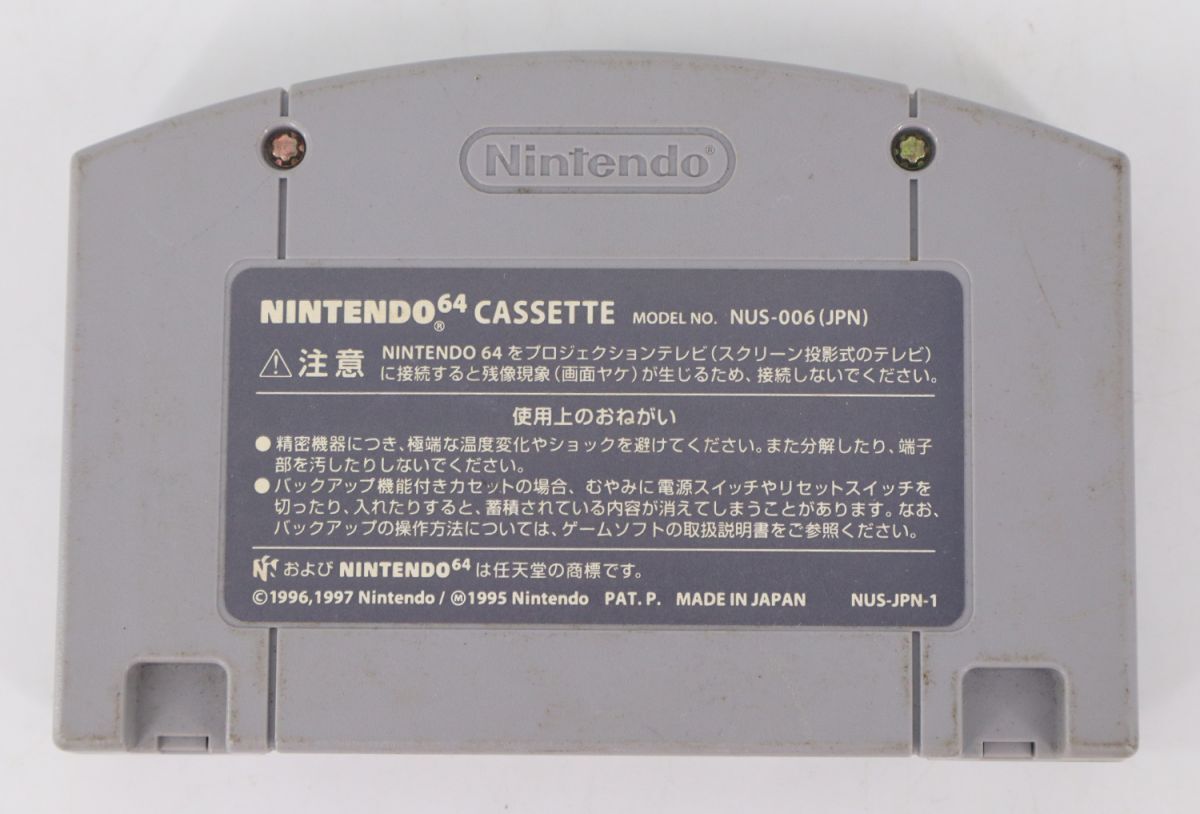 Nintendo®
NINTENDO64® CASSETTE MODEL NO. NUS-006(JPN)
注意 NINTENDO 64 をプロジェクションテレビ(スクリーン投影式のテレビ)
に接続すると残像現象(画面ヤケ)が生じるため、接続しないでください。
使用上のおねがい
●精密機器につき、極端な温度変化やショックを避けてください。また分解したり、端子
部を汚したりしないでください。
●バックアップ機能付きカセットの場合、むやみに電源スイッチやリセットスイッチを
切ったり、入れたりすると、蓄積されている内容が消えてしまうことがあります。なお、
バックアップの操作方法については、ゲームソフトの取扱説明書をご参照ください。
および NINTENDO64 は任天堂の商標です。
©1996,1997 Nintendo / Ⓜ1995 Nintendo PAT. P. MADE IN JAPAN NUS-JPN-1